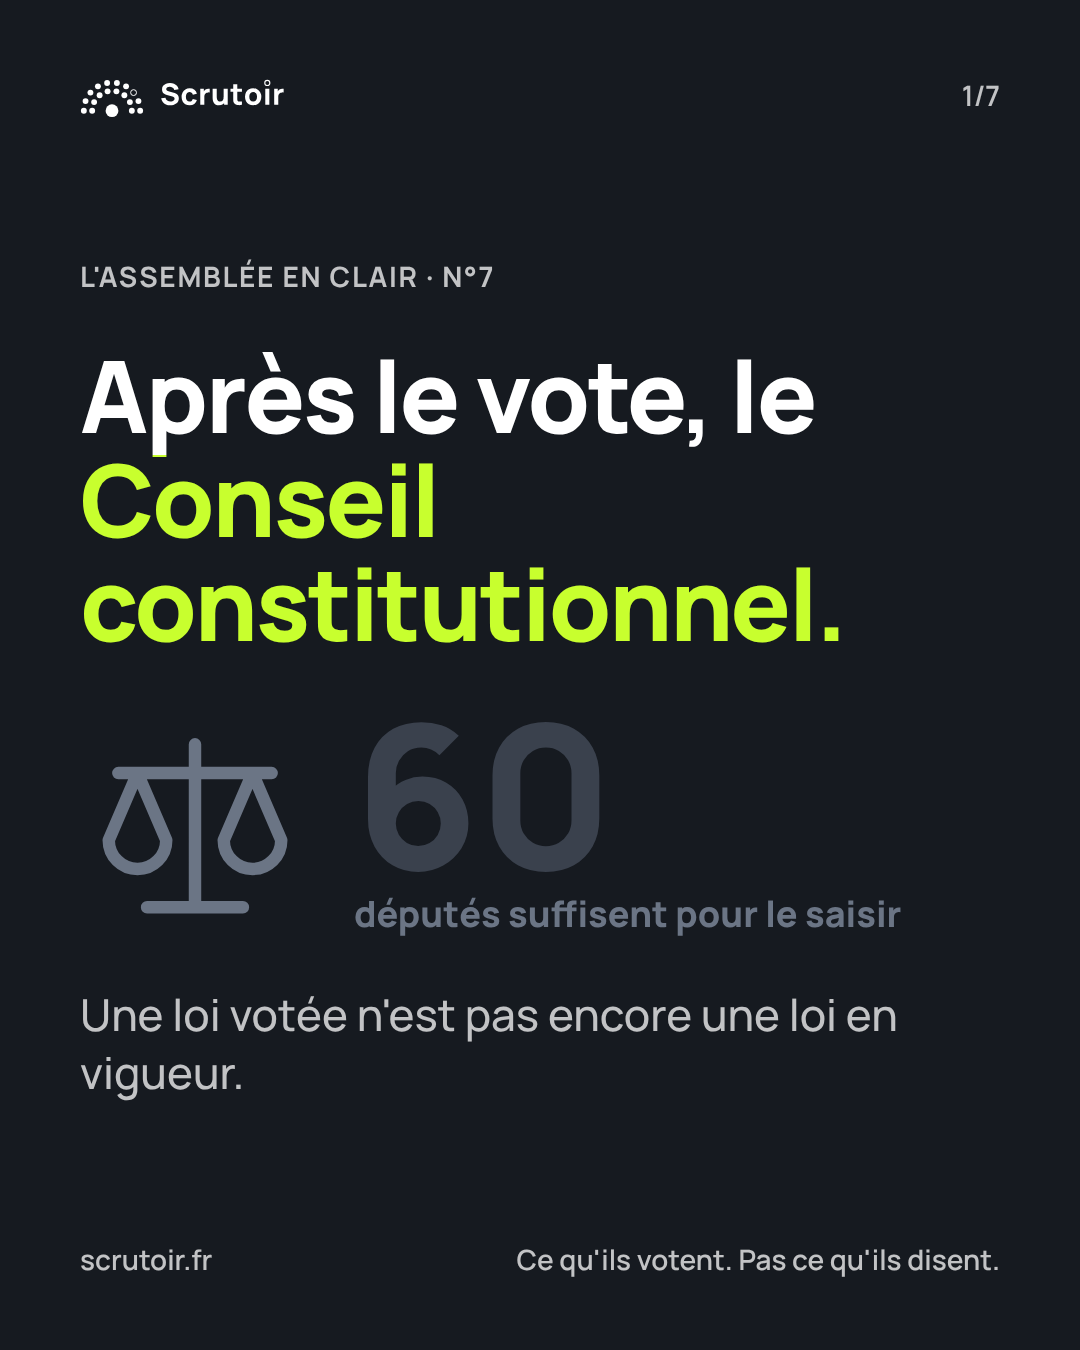 Scrutoir
1/7
L'ASSEMBLÉE EN CLAIR · N°7
Après le vote, le
Conseil
constitutionnel.
60
députés suffisent pour le saisir
Une loi votée n'est pas encore une loi en
vigueur.
scrutoir.fr
Ce qu'ils votent. Pas ce qu'ils disent.